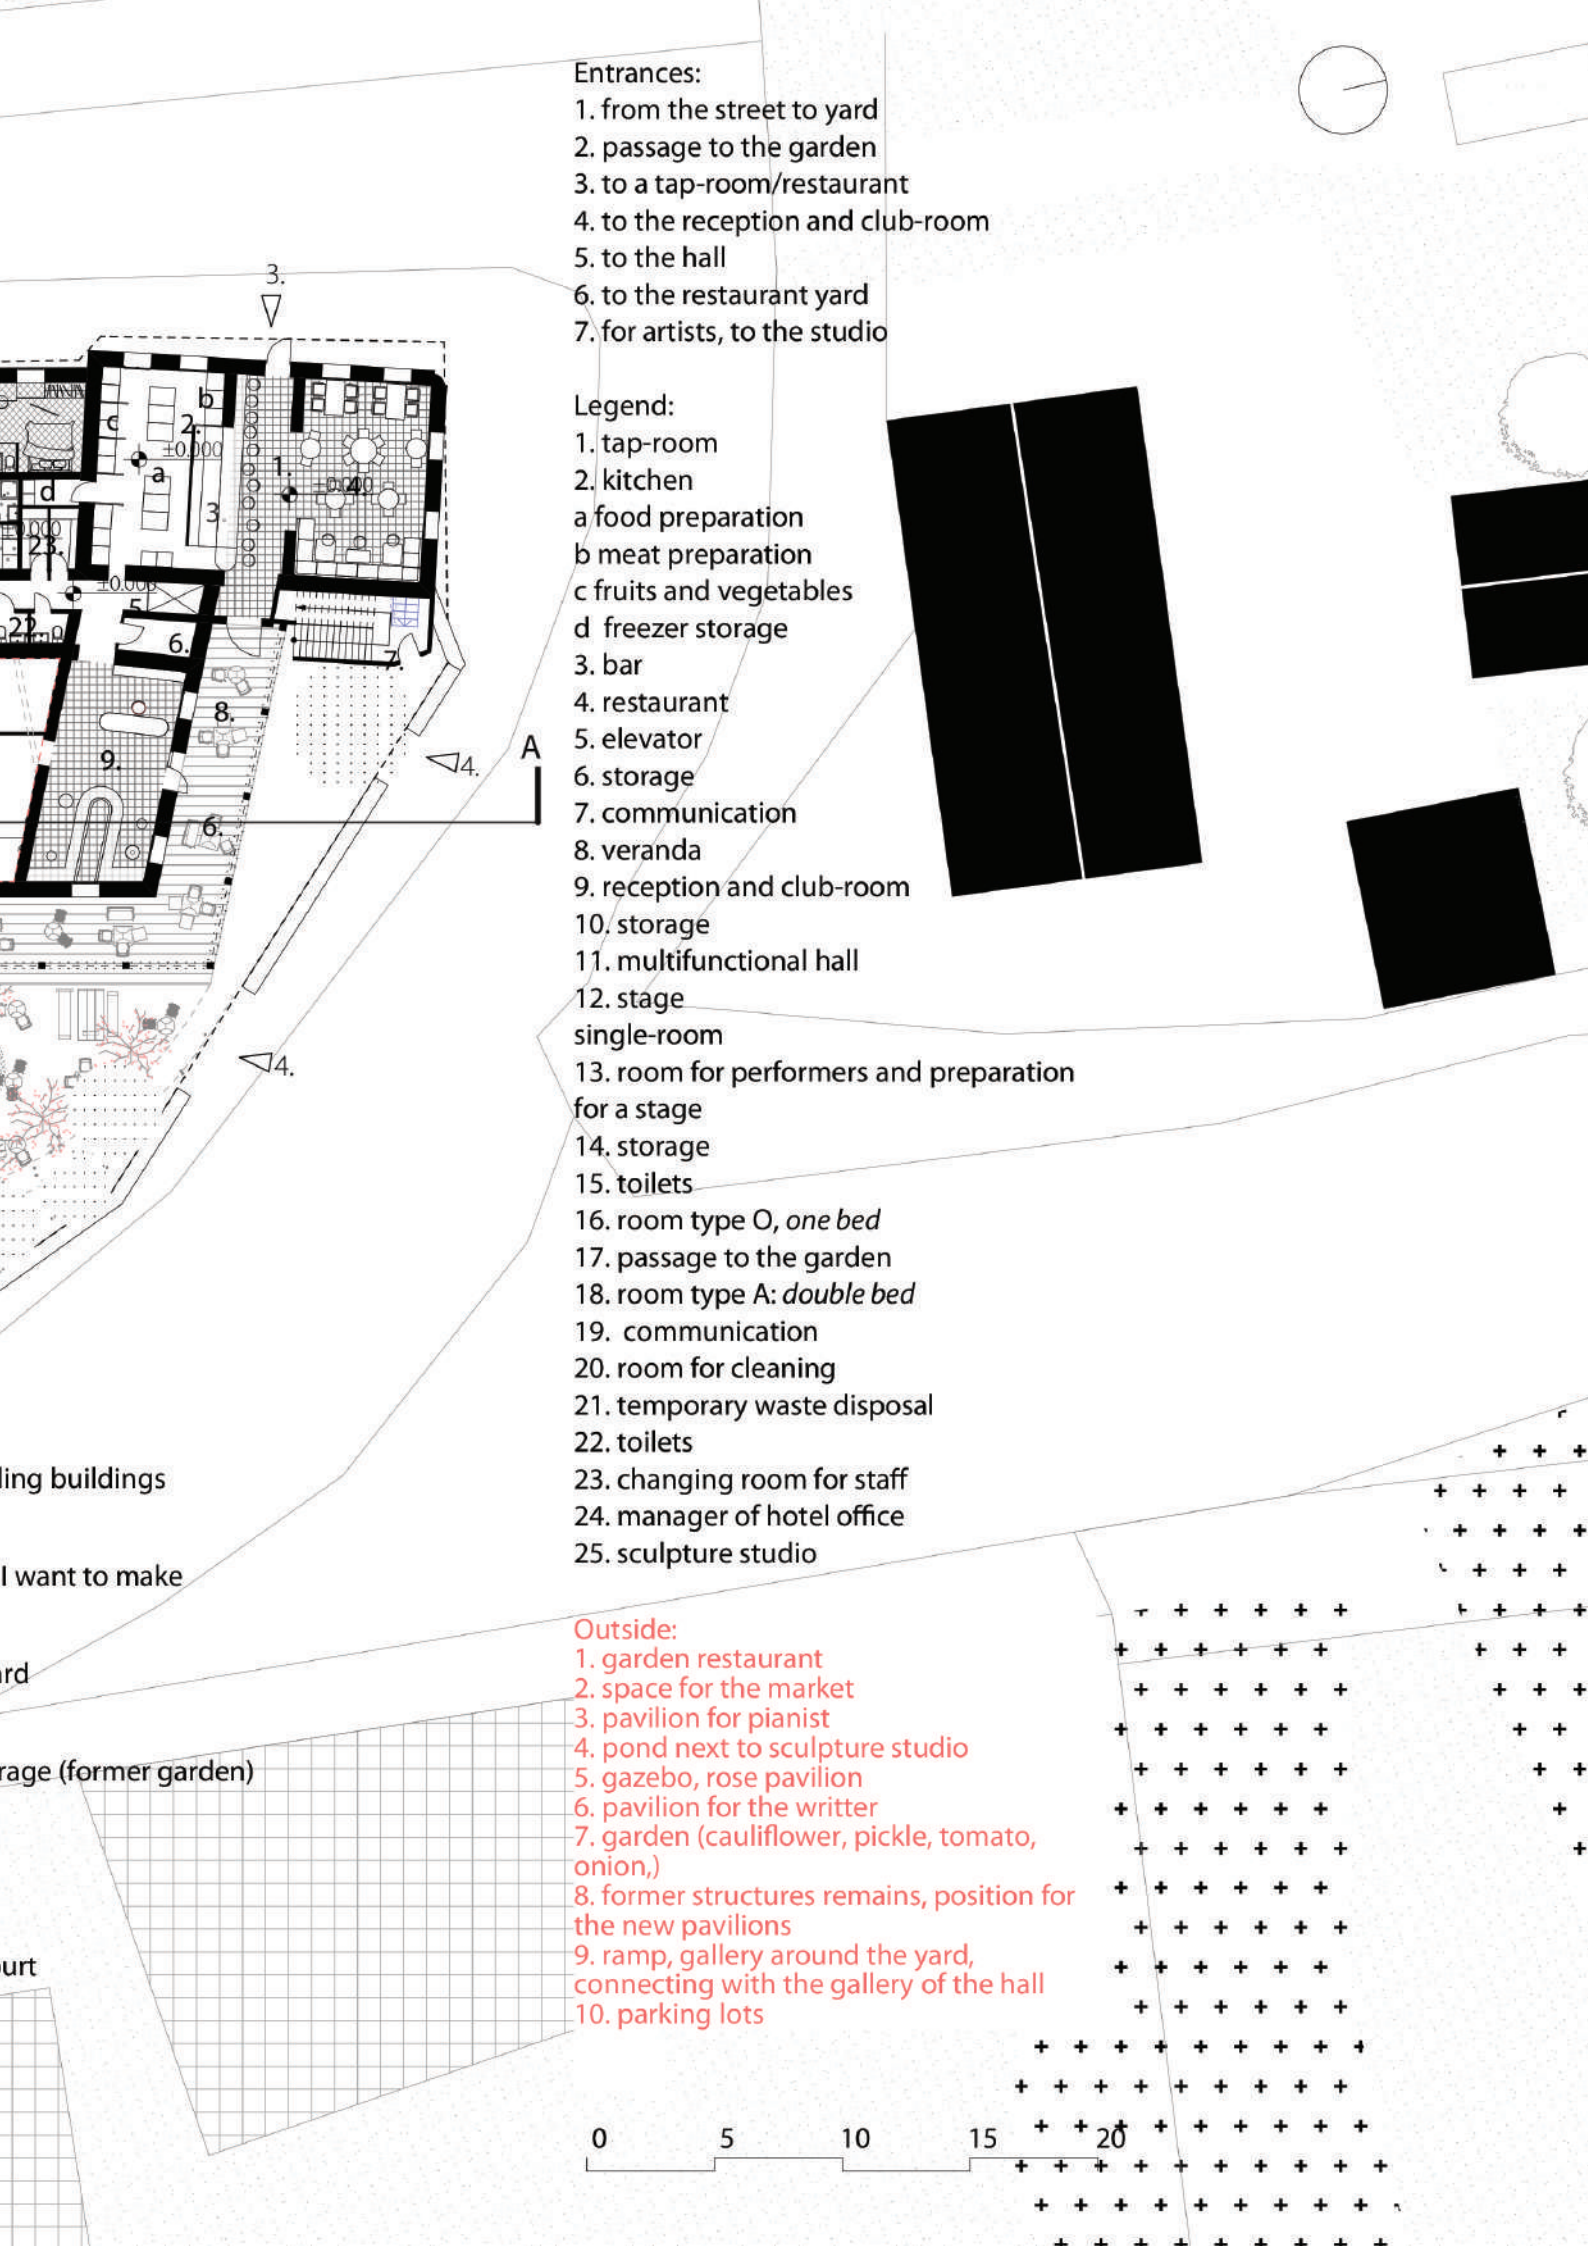 Entrances:
1. from the street to yard
2. passage to the garden
3. to a tap-room/restaurant
4. to the reception and club-room
5. to the hall
6. to the restaurant yard
7. for artists, to the studio
Legend:
1. tap-room
2. kitchen
a food preparation
b meat preparation
c fruits and vegetables
d freezer storage
3. bar
4. restaurant
5. elevator
6. storage
7. communication
8. veranda
9. reception and club-room
10. storage
11. multifunctional hall
12. stage
single-room
13. room for performers and preparation
for a stage
14. storage
15. toilets
16. room type O, one bed
17. passage to the garden
18. room type A: double bed
19. communication
20. room for cleaning
21. temporary waste disposal
22. toilets
23. changing room for staff
24. manager of hotel office
25. sculpture studio
Outside:
1. garden restaurant
2. space for the market
3. pavilion for pianist
4. pond next to sculpture studio
5. gazebo, rose pavilion
6. pavilion for the writter
7. garden (cauliflower, pickle, tomato,
onion,)
8. former structures remains, position for
the new pavilions
9. ramp, gallery around the yard,
connecting with the gallery of the hall
10. parking lots
0 5 10 15 20
3.
b
c
2.
±0.000
a
1.
±0.000
4.
d
3.
±0.000
23.
±0.000
5.
22.
6.
7.
8.
A
9.
4.
6.
4.
ling buildings
I want to make
ard
rage (former garden)
ourt